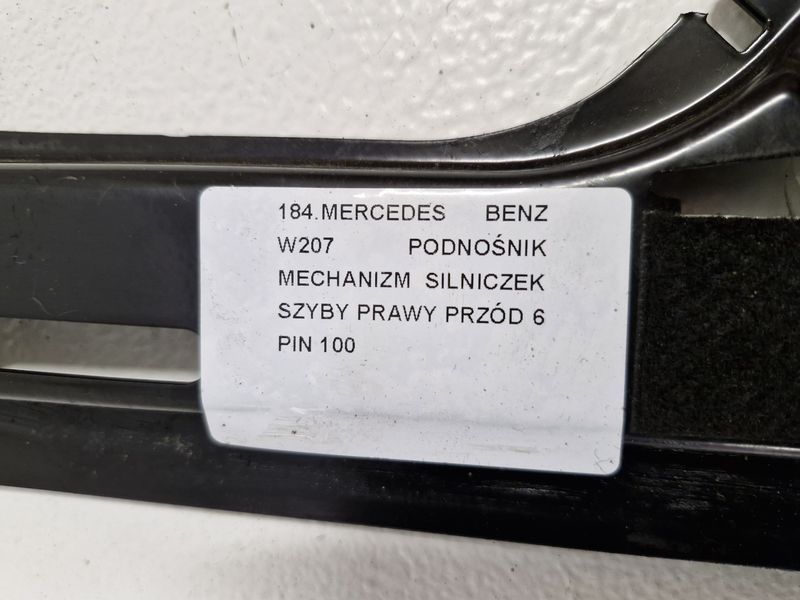 184.MERCEDES BENZ
W207 PODNOŚNIK
MECHANIZM SILNICZEK
SZYBY PRAWY PRZÓD 6
PIN 100